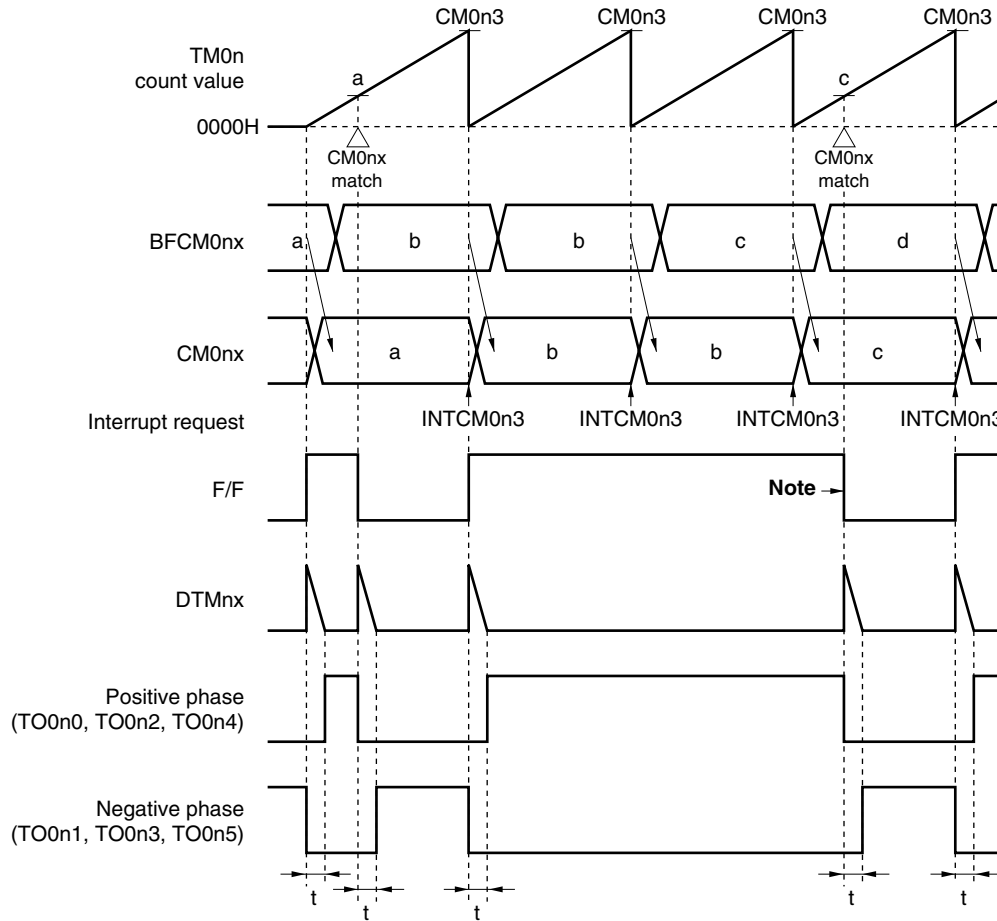 CM0n3 CM0n3 CM0n3 CM0n3
TM0n
count value
a c
0000H
CM0nx
match
CM0nx
match
BFCM0nx a b b c d
CM0nx a b b c
Interrupt request INTCM0n3 INTCM0n3 INTCM0n3 INTCM0n3
F/F Note
DTMnx
Positive phase
(TO0n0, TO0n2, TO0n4)
Negative phase
(TO0n1, TO0n3, TO0n5)
t t t t t